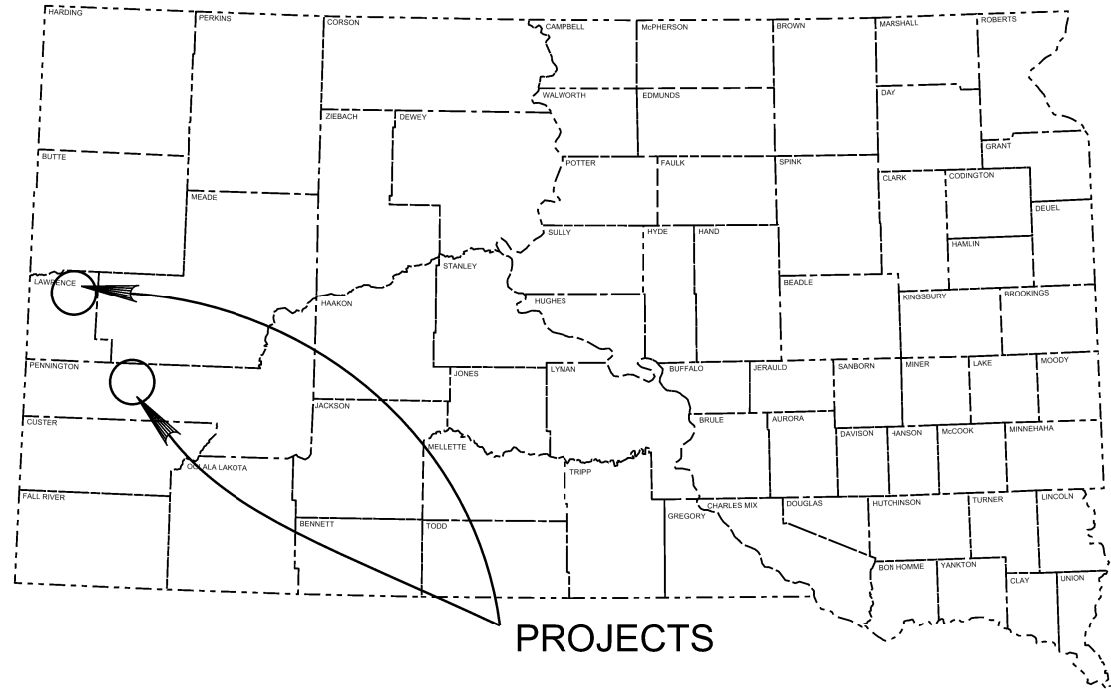 HARDING
PERKINS
CORSON
CAMPBELL
McPHERSON
BROWN
MARSHALL
ROBERTS
WALWORTH
EDMUNDS
DAY
ZIEBACH
DEWEY
GRANT
BUTTE
POTTER
FAULK
SPINK
CLARK
CODINGTON
MEADE
DEUEL
SULLY
HYDE
HAND
HAMLIN
STANLEY
LAWRENCE
BEADLE
HAAKON
HUGHES
KINGSBURY
BROOKINGS
PENNINGTON
JONES
LYNAN
BUFFALO
JERAULD
SANBORN
MINER
LAKE
MOODY
JACKSON
CUSTER
BRULE
AURORA
DAVISON
HANSON
McCOOK
MINNEHAHA
MELLETTE
OGLALA LAKOTA
TRIPP
FALL RIVER
CHARLES MIX
DOUGLAS
HUTCHINSON
TURNER
LINCOLN
GREGORY
BENNETT
TODD
BON HOMME
YANKTON
CLAY
UNION
PROJECTS